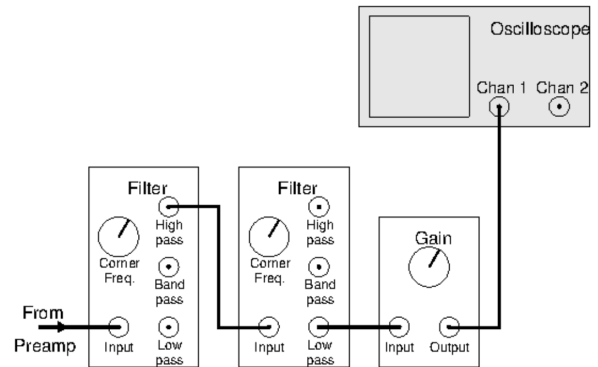 Oscilloscope
Chan 1
Chan 2
Filter
High
pass
Corner
Freq.
Band
pass
Input
Low
pass
Filter
High
pass
Corner
Freq.
Band
pass
Input
Low
pass
Gain
Input
Output
From
Preamp